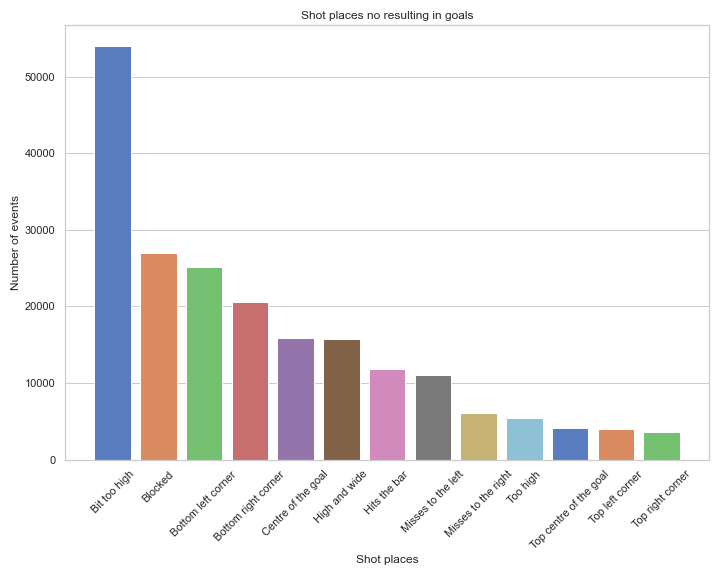 Shot places no resulting in goals
Number of events
50000
40000
30000
20000
10000
0
Bit too high
Blocked
Bottom left corner
Bottom right corner
Centre of the goal
High and wide
Hits the bar
Misses to the left
Misses to the right
Too high
Top centre of the goal
Top left corner
Top right corner
Shot places